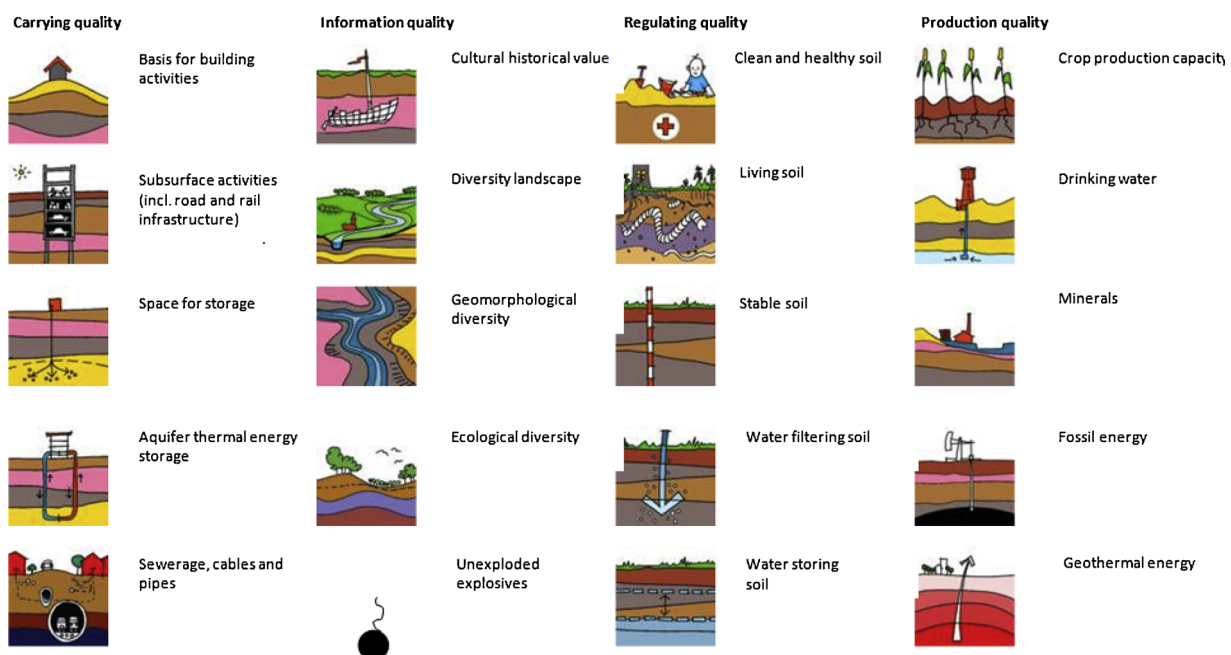 Carrying quality
Information quality
Regulating quality
Production quality
Basis for building
activities
Cultural historical value
Clean and healthy soil
Crop production capacity
Subsurface activities
(incl. road and rail
infrastructure)
.
Diversity landscape
Living soil
Drinking water
Space for storage
Geomorphological
diversity
Stable soil
Minerals
Aquifer thermal energy
storage
Ecological diversity
Water filtering soil
Fossil energy
Sewerage, cables and
pipes
Unexploded
explosives
Water storing
soil
Geothermal energy